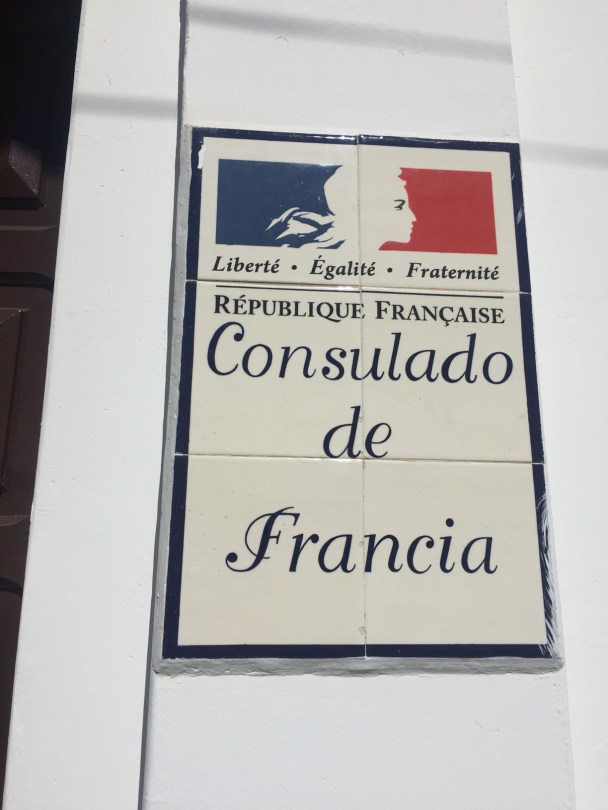 Liberté • Égalité • Fraternité
RÉPUBLIQUE FRANÇAISE
Consulado
de
Francia